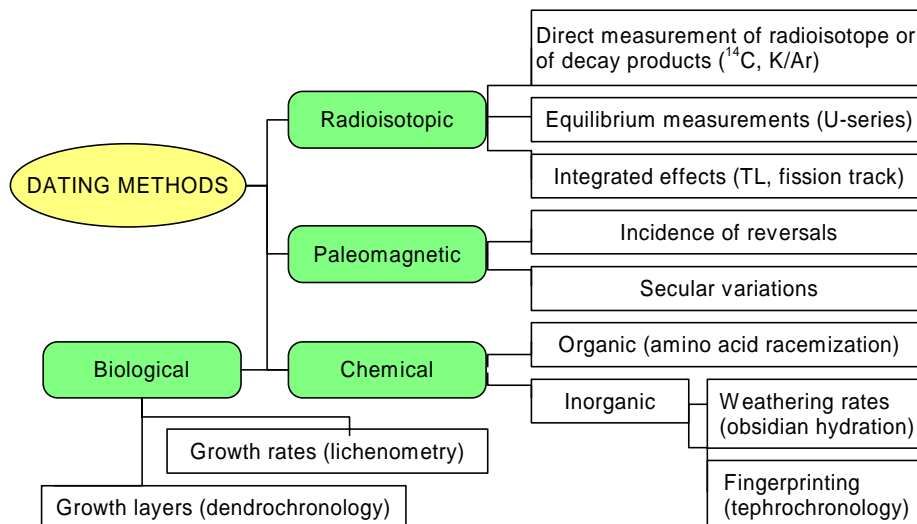 DATING METHODS
Radioisotopic
Direct measurement of radioisotope or
of decay products (¹⁴C, K/Ar)
Equilibrium measurements (U-series)
Integrated effects (TL, fission track)
Paleomagnetic
Incidence of reversals
Secular variations
Chemical
Organic (amino acid racemization)
Inorganic
Weathering rates
(obsidian hydration)
Fingerprinting
(tephrochronology)
Biological
Growth rates (lichenometry)
Growth layers (dendrochronology)